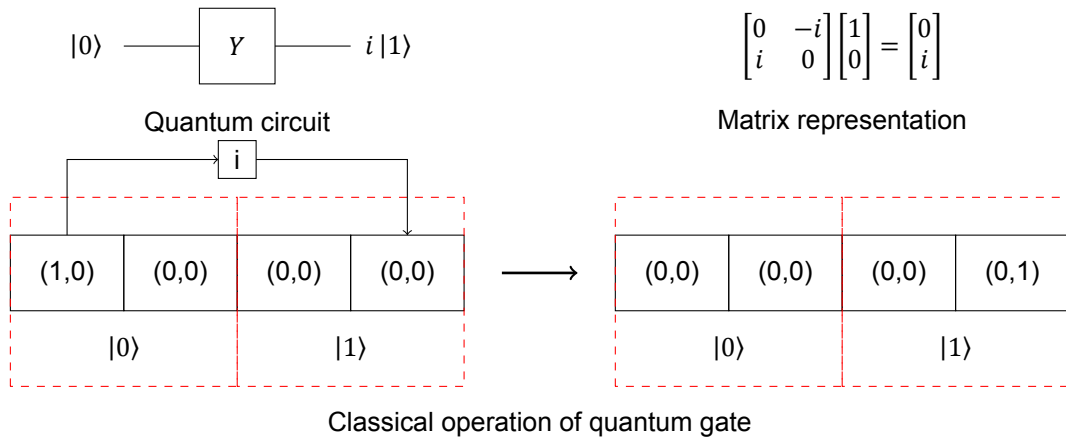 |0⟩ Y i |1⟩
[0 −i
i 0] [1
0] = [0
i]
Quantum circuit
Matrix representation
i
(1,0) (0,0) (0,0) (0,0)
|0⟩ |1⟩
(0,0) (0,0) (0,0) (0,1)
|0⟩ |1⟩
Classical operation of quantum gate